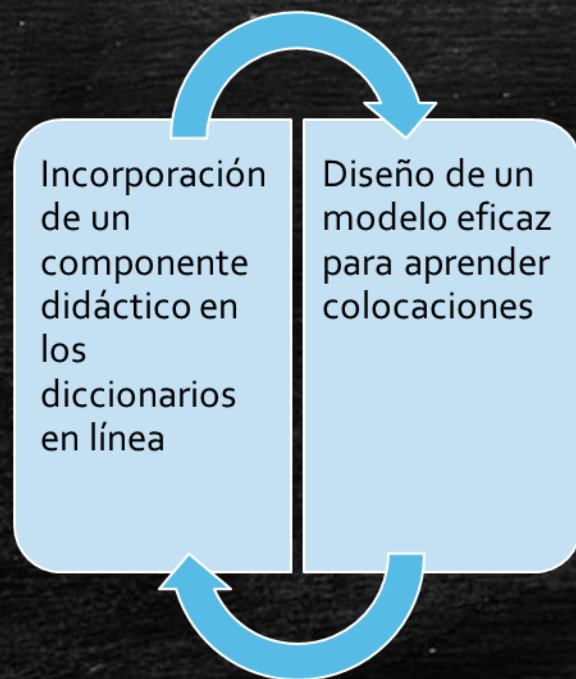 Incorporación
de un
componente
didáctico en
los
diccionarios
en línea
Diseño de un
modelo eficaz
para aprender
colocaciones